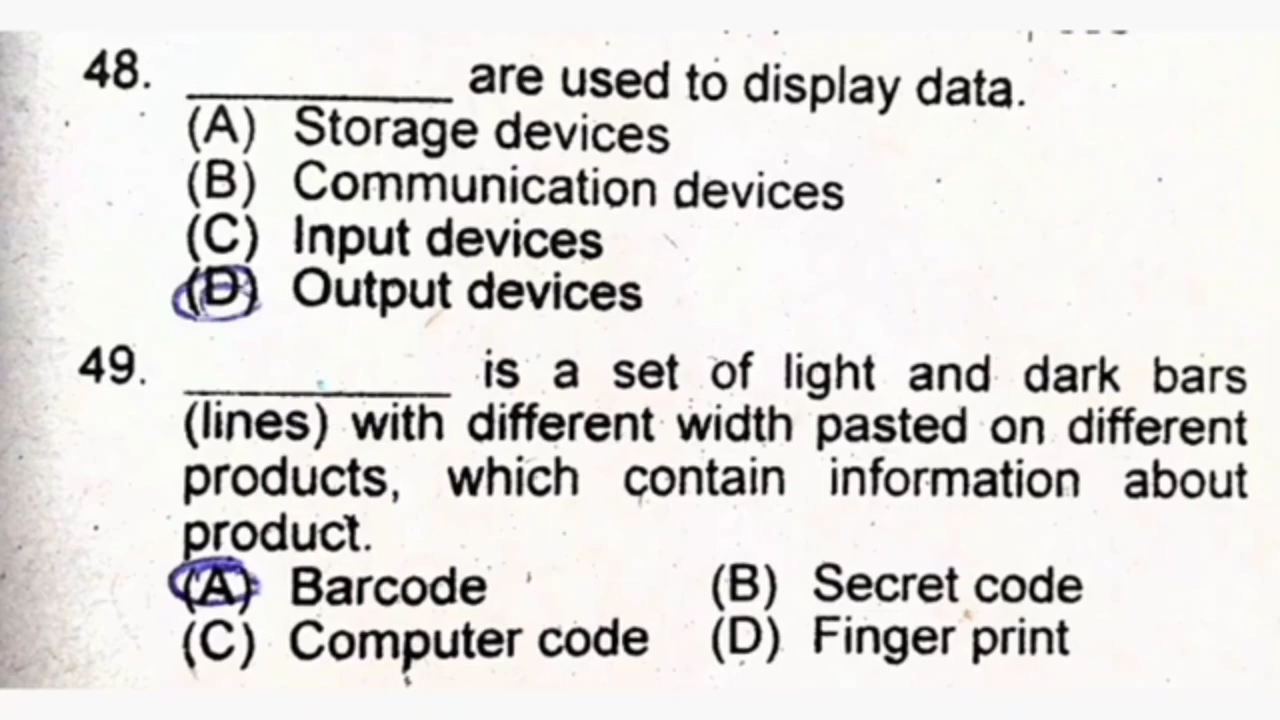 48. __________ are used to display data.
(A) Storage devices
(B) Communication devices
(C) Input devices
(D) Output devices
49. __________ is a set of light and dark bars
(lines) with different width pasted on different
products, which contain information about
product.
(A) Barcode (B) Secret code
(C) Computer code (D) Finger print